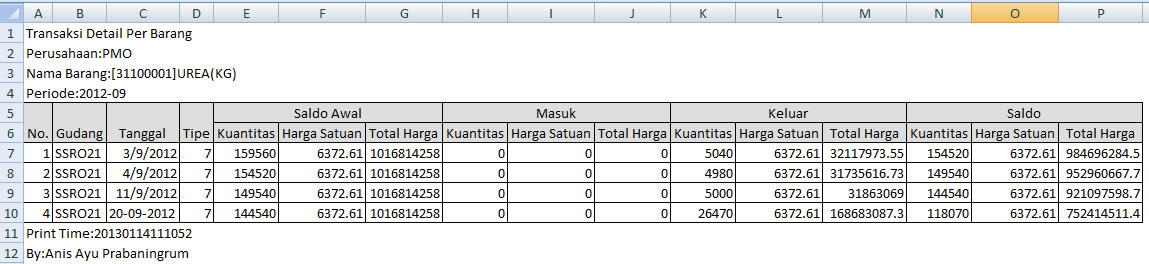 A B C D E F G H I J K L M N O P
1 Transaksi Detail Per Barang
2 Perusahaan:PMO
3 Nama Barang:[31100001]UREA(KG)
4 Periode:2012-09
5 Saldo Awal Masuk Keluar Saldo
6 No. Gudang Tanggal Tipe Kuantitas Harga Satuan Total Harga Kuantitas Harga Satuan Total Harga Kuantitas Harga Satuan Total Harga Kuantitas Harga Satuan Total Harga
7 1 SSRO21 3/9/2012 7 159560 6372.61 1016814258 0 0 0 5040 6372.61 32117973.55 154520 6372.61 984696284.5
8 2 SSRO21 4/9/2012 7 154520 6372.61 1016814258 0 0 0 4980 6372.61 31735616.73 149540 6372.61 952960667.7
9 3 SSRO21 11/9/2012 7 149540 6372.61 1016814258 0 0 0 5000 6372.61 31863069 144540 6372.61 921097598.7
10 4 SSRO21 20-09-2012 7 144540 6372.61 1016814258 0 0 0 26470 6372.61 168683087.3 118070 6372.61 752414511.4
11 Print Time:20130114111052
12 By:Anis Ayu Prabaningrum